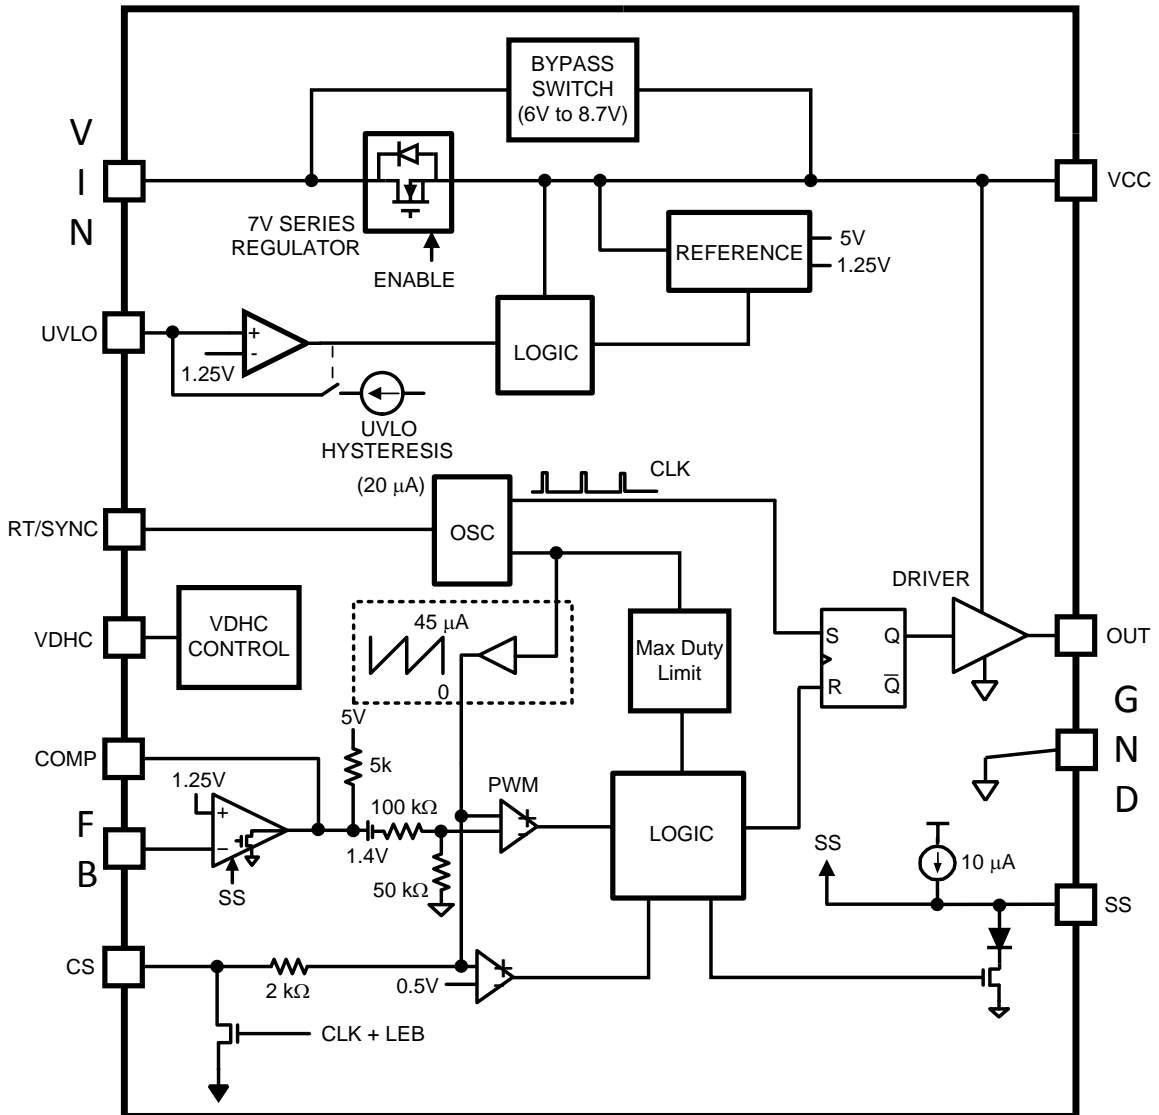 BYPASS
SWITCH
(6V to 8.7V)
V
I
N
VCC
7V SERIES
REGULATOR
ENABLE
REFERENCE
5V
1.25V
UVLO
+
-
1.25V
LOGIC
UVLO
HYSTERESIS
(20 μA)
CLK
RT/SYNC
OSC
DRIVER
VDHC
VDHC
CONTROL
45 μA
0
Max Duty
Limit
S
Q
R
Q̅
OUT
G
N
D
5V
5k
COMP
1.25V
+
−
F
B
SS
1.4V
100 kΩ
50 kΩ
PWM
+
-
LOGIC
SS
10 μA
SS
CS
2 kΩ
0.5V
+
-
CLK + LEB